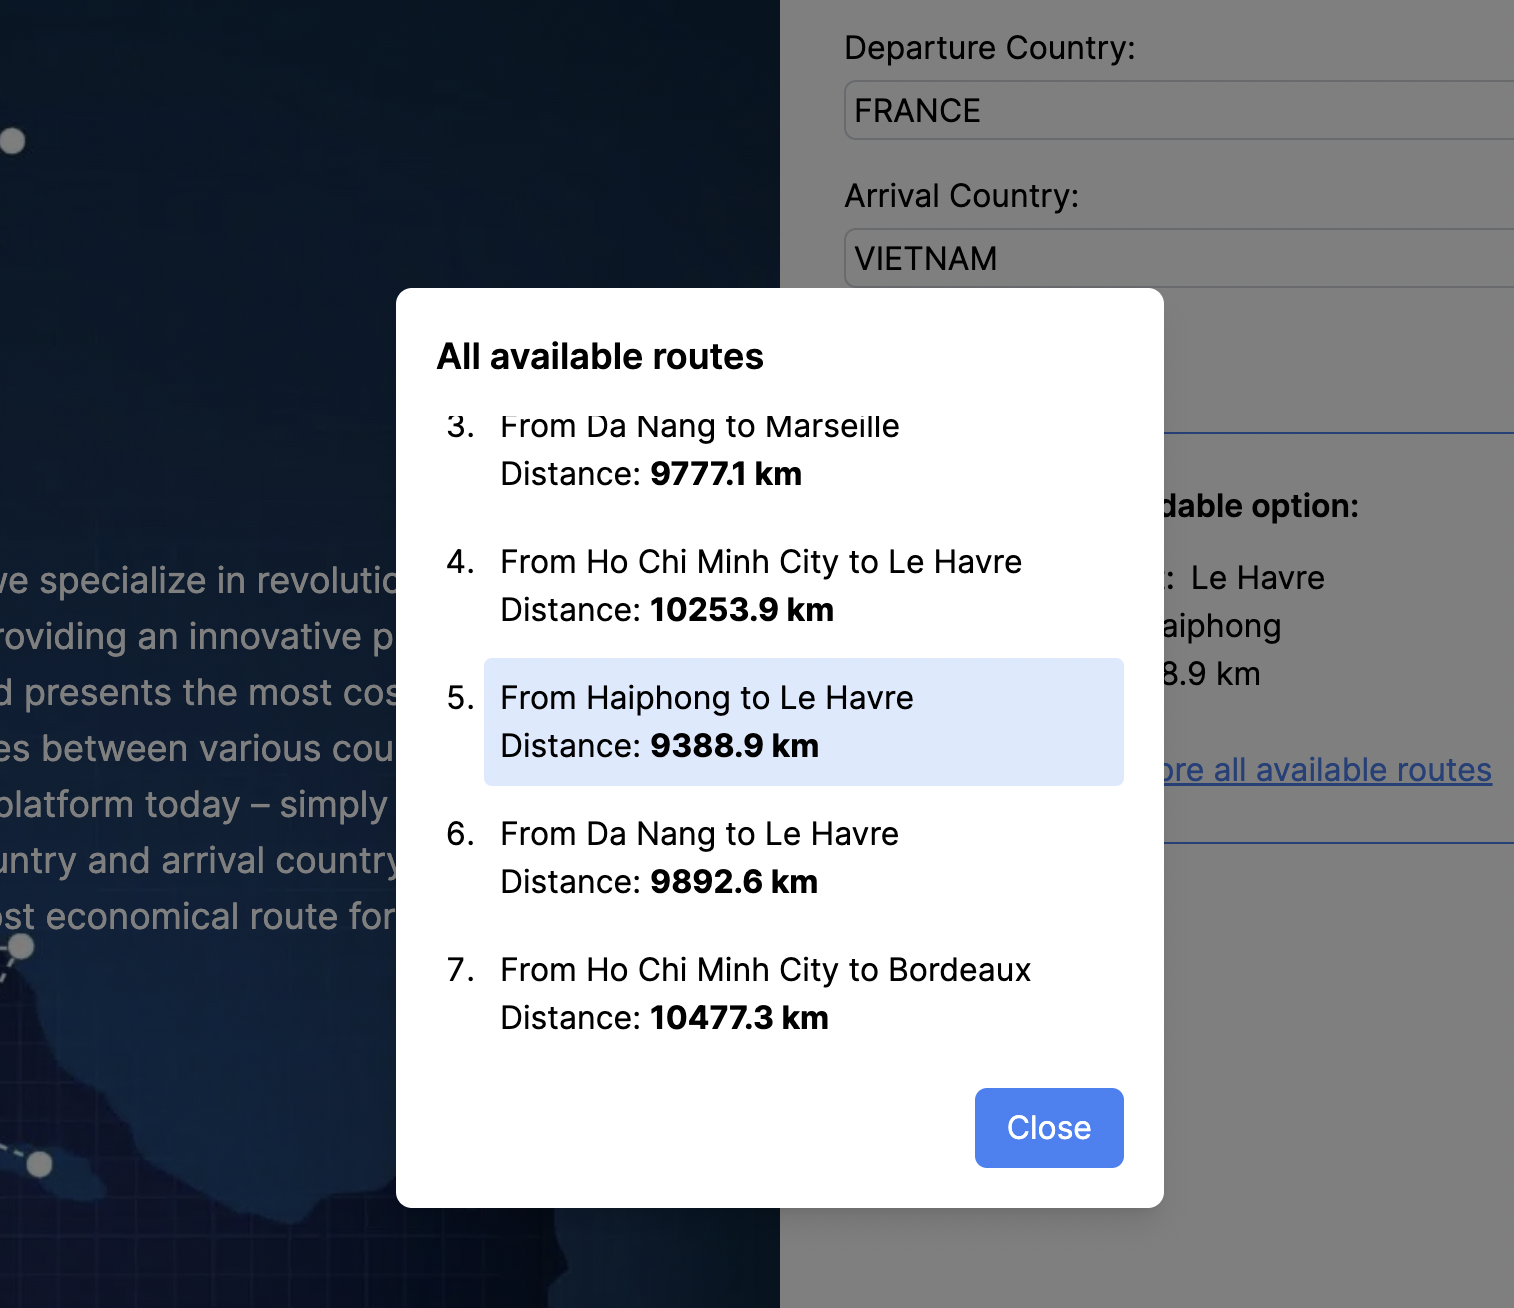 Departure Country:
FRANCE
Arrival Country:
VIETNAM
All available routes
3. From Da Nang to Marseille
Distance: 9777.1 km
4. From Ho Chi Minh City to Le Havre
Distance: 10253.9 km
5. From Haiphong to Le Havre
Distance: 9388.9 km
6. From Da Nang to Le Havre
Distance: 9892.6 km
7. From Ho Chi Minh City to Bordeaux
Distance: 10477.3 km
Close
dable option:
: Le Havre
aiphong
8.9 km
ore all available routes
ve specialize in revolutio
roviding an innovative p
d presents the most cos
es between various cou
platform today – simply
untry and arrival country
ost economical route for